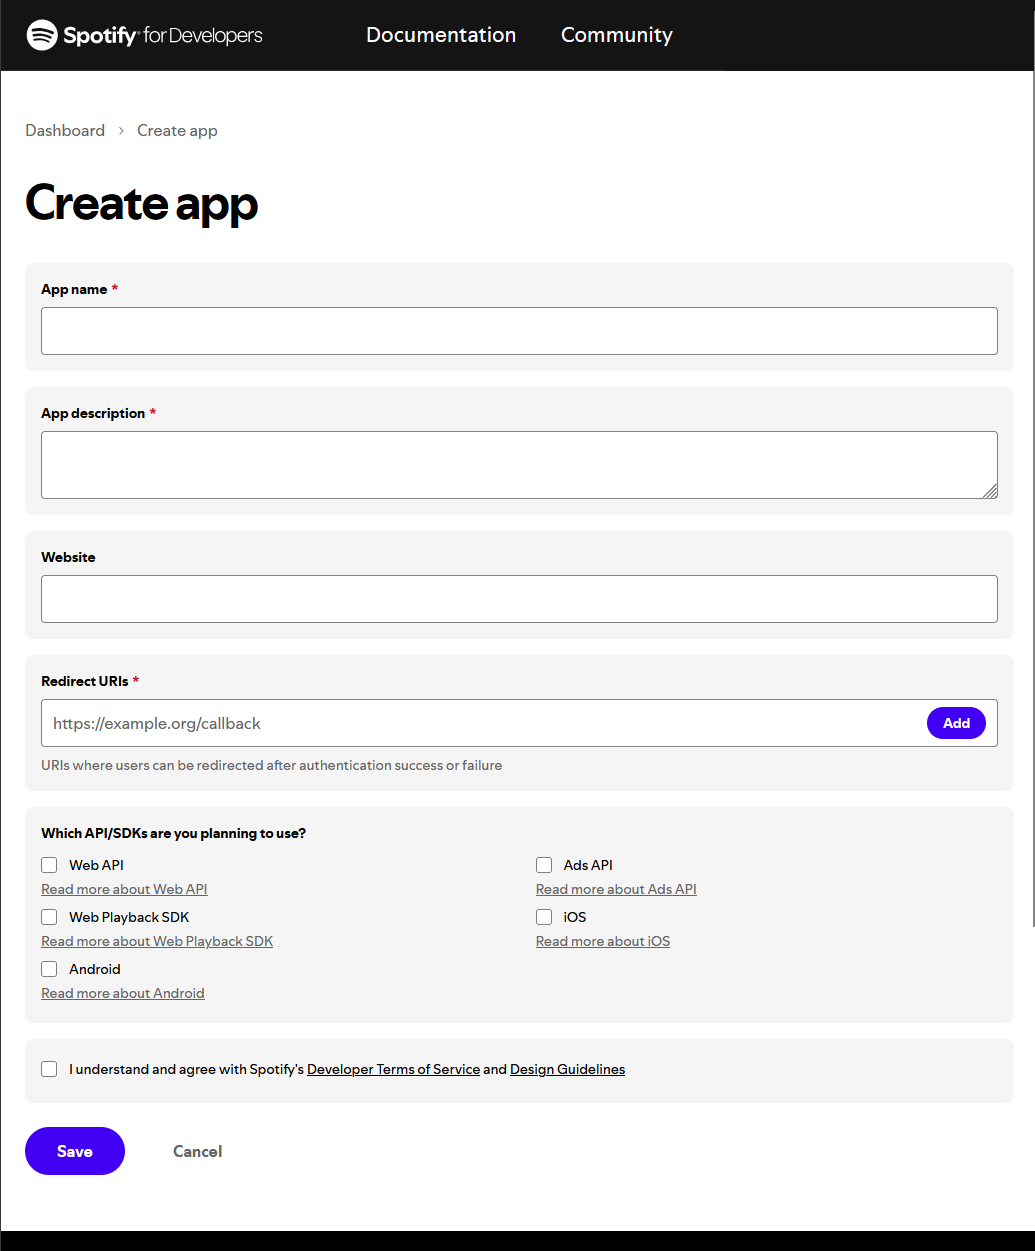 Spotify for Developers Documentation Community
Dashboard › Create app
Create app
App name *
App description *
Website
Redirect URIs *
https://example.org/callback Add
URIs where users can be redirected after authentication success or failure
Which API/SDKs are you planning to use?
Web API
Read more about Web API
Ads API
Read more about Ads API
Web Playback SDK
Read more about Web Playback SDK
iOS
Read more about iOS
Android
Read more about Android
I understand and agree with Spotify's Developer Terms of Service and Design Guidelines
Save Cancel